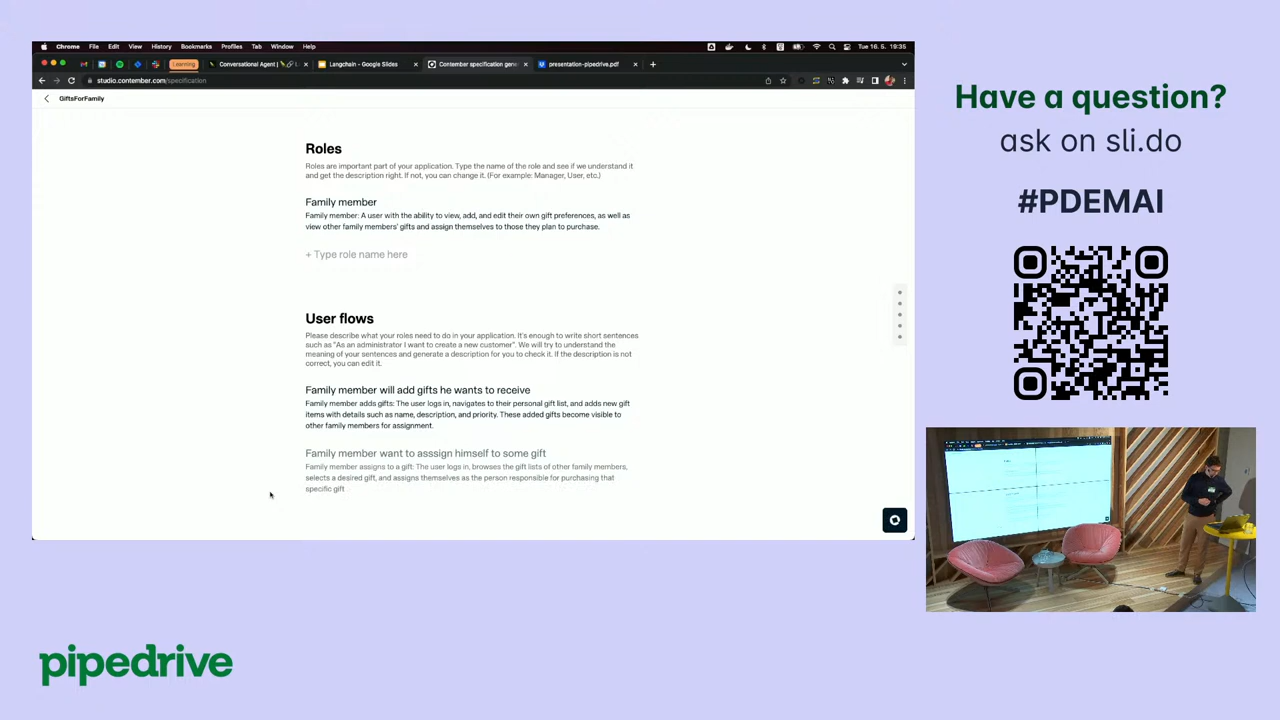 Chrome File Edit View History Bookmarks Profiles Tab Window Help
Tue 16. 5. 19:35
Learning
Conversational Agent |
Langchain - Google Slides
Contember specification gene
presentation-pipedrive.pdf
studio.contember.com/specification
GiftsForFamily
Roles
Roles are important part of your application. Type the name of the role and see if we understand it
and get the description right. If not, you can change it. (For example: Manager, User, etc.)
Family member
Family member: A user with the ability to view, add, and edit their own gift preferences, as well as
view other family members' gifts and assign themselves to those they plan to purchase.
+ Type role name here
User flows
Please describe what your roles need to do in your application. It's enough to write short sentences
such as "As an administrator I want to create a new customer". We will try to understand the
meaning of your sentences and generate a description for you to check it. If the description is not
correct, you can edit it.
Family member will add gifts he wants to receive
Family member adds gifts: The user logs in, navigates to their personal gift list, and adds new gift
items with details such as name, description, and priority. These added gifts become visible to
other family members for assignment.
Family member want to asssign himself to some gift
Family member assigns to a gift: The user logs in, browses the gift lists of other family members,
selects a desired gift, and assigns themselves as the person responsible for purchasing that
specific gift
Have a question?
ask on sli.do
#PDEMAI
pipedrive